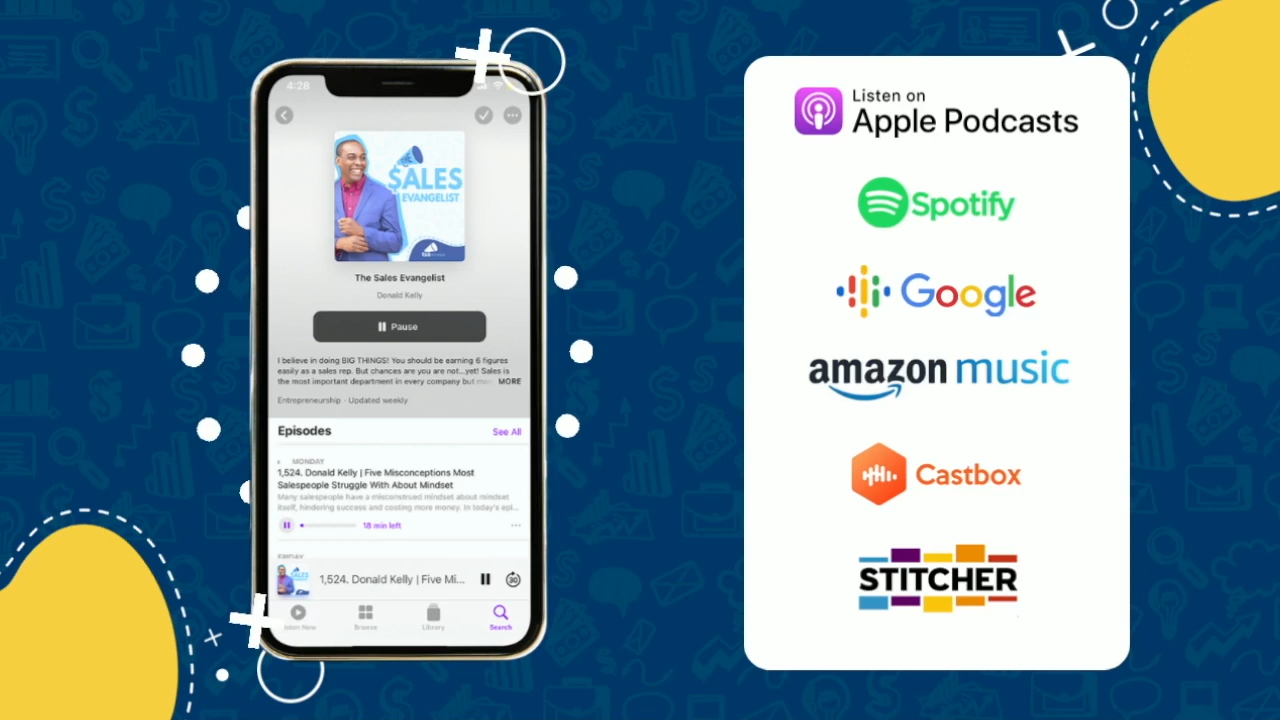 4:28
SALES
EVANGELIST
The Sales Evangelist
Donald Kelly
Pause
I believe in doing BIG THINGS! You should be earning 6 figures
easily as a sales rep. But chances are you are not...yet! Sales is
the most important department in every company but MORE
Entrepreneurship · Updated weekly
Episodes See All
MONDAY
1,524. Donald Kelly | Five Misconceptions Most
Salespeople Struggle With About Mindset
Many salespeople have a misconstrued mindset about mindset
itself, hindering success and costing more money. In today's epi...
18 min left
1,524. Donald Kelly | Five Mi...
30
Listen Now Browse Library Search
Listen on
Apple Podcasts
Spotify
Google
amazon music
Castbox
STITCHER